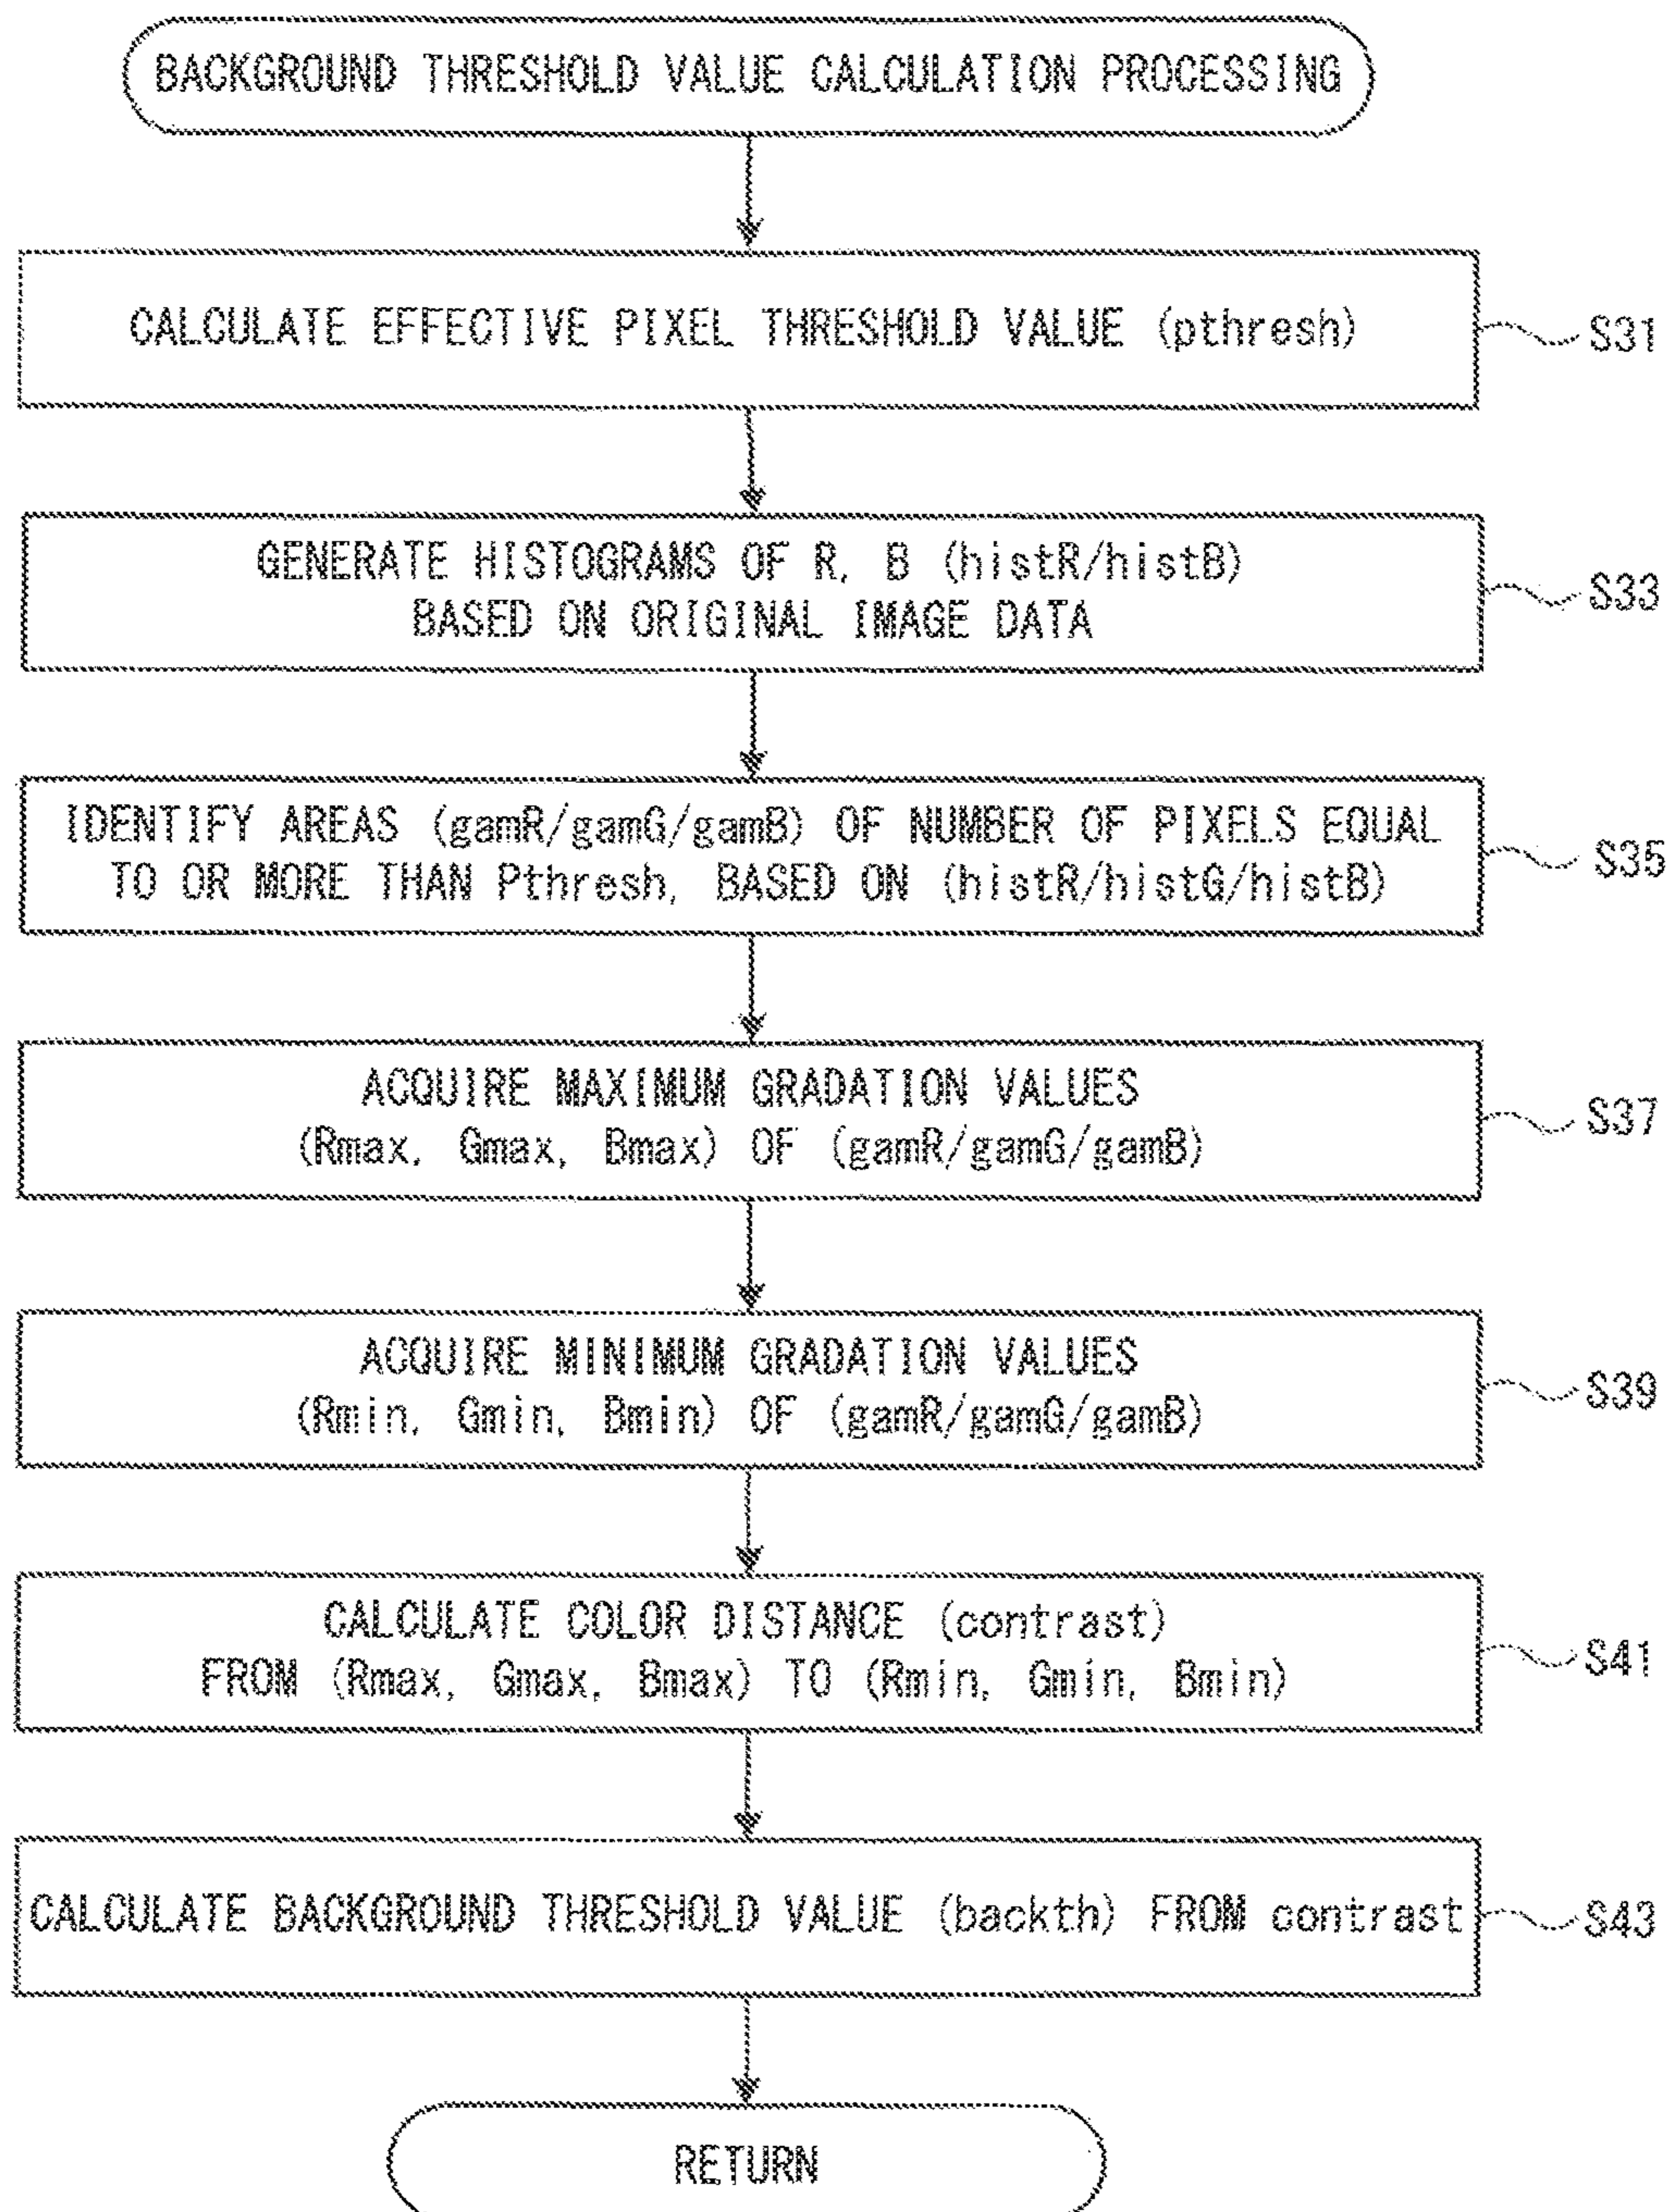 BACKGROUND THRESHOLD VALUE CALCULATION PROCESSING
CALCULATE EFFECTIVE PIXEL THRESHOLD VALUE (pthresh)
S31
GENERATE HISTOGRAMS OF R, B (histR/histB)
BASED ON ORIGINAL IMAGE DATA
S33
IDENTIFY AREAS (gamR/gamG/gamB) OF NUMBER OF PIXELS EQUAL
TO OR MORE THAN Pthresh, BASED ON (histR/histG/histB)
S35
ACQUIRE MAXIMUM GRADATION VALUES
(Rmax, Gmax, Bmax) OF (gamR/gamG/gamB)
S37
ACQUIRE MINIMUM GRADATION VALUES
(Rmin, Gmin, Bmin) OF (gamR/gamG/gamB)
S39
CALCULATE COLOR DISTANCE (contrast)
FROM (Rmax, Gmax, Bmax) TO (Rmin, Gmin, Bmin)
S41
CALCULATE BACKGROUND THRESHOLD VALUE (backth) FROM contrast
S43
RETURN